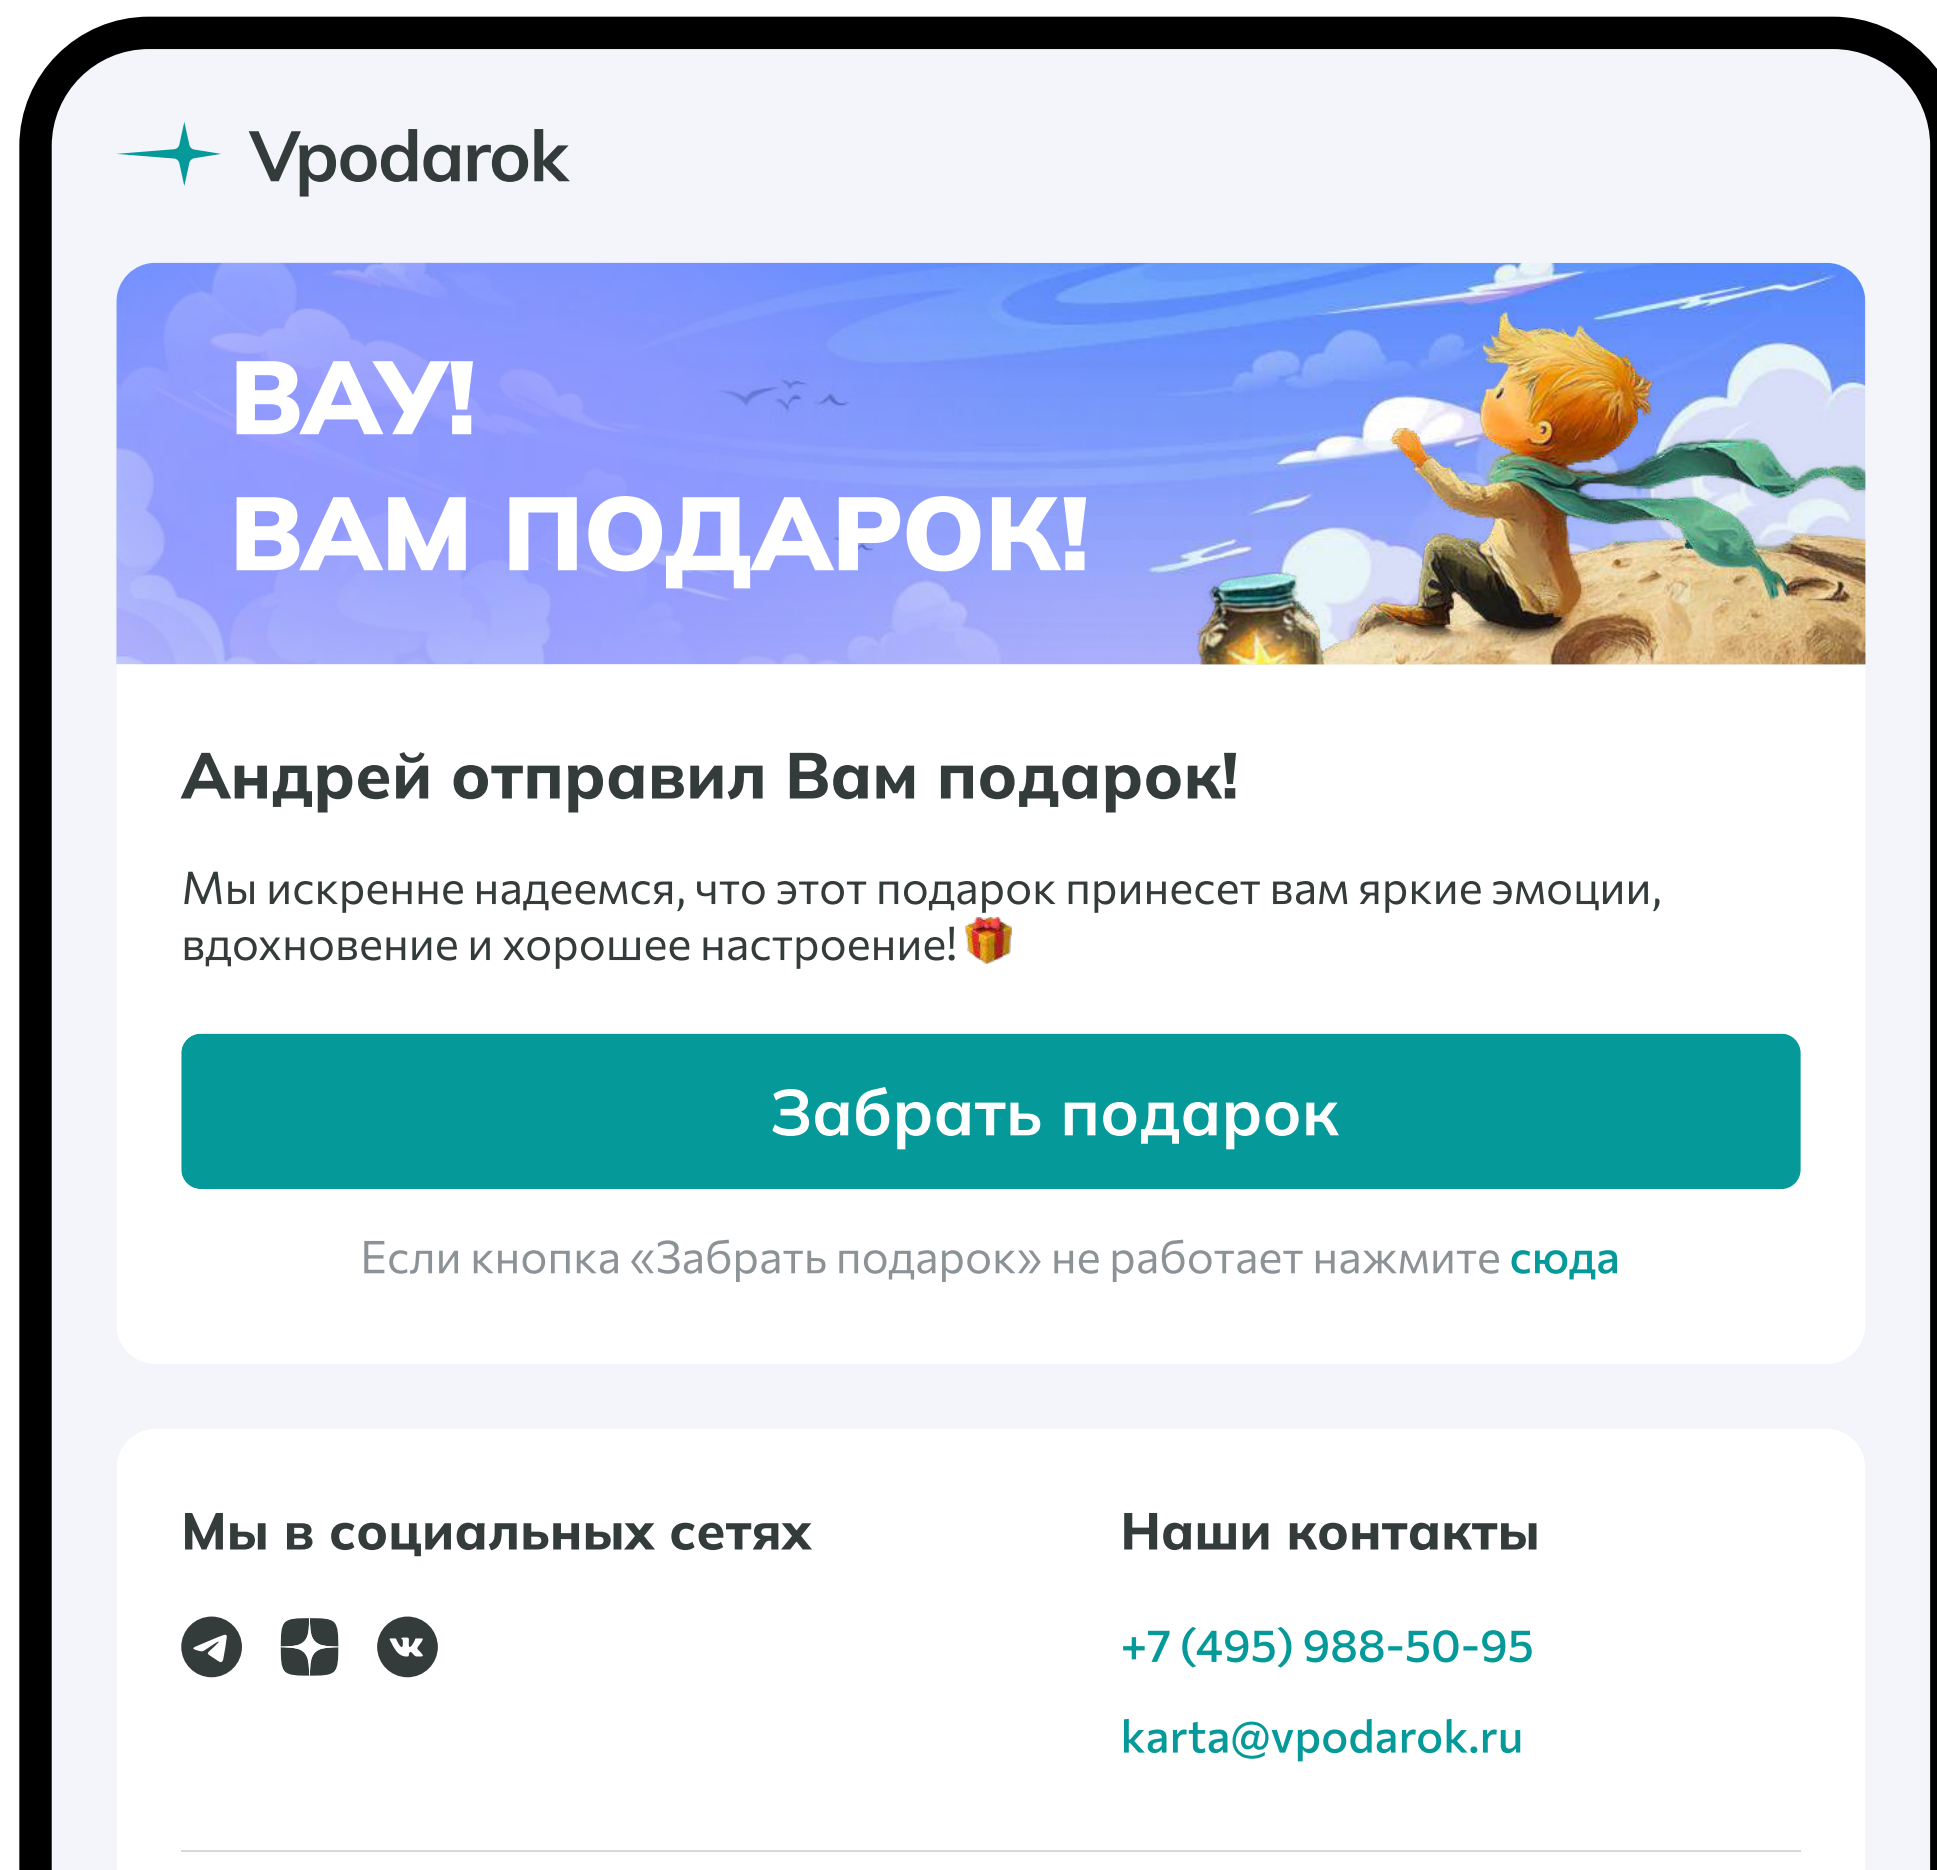 Vpodarok
ВАУ!
ВАМ ПОДАРОК!
Андрей отправил Вам подарок!
Мы искренне надеемся, что этот подарок принесет вам яркие эмоции,
вдохновение и хорошее настроение!
Забрать подарок
Если кнопка «Забрать подарок» не работает нажмите сюда
Мы в социальных сетях
Наши контакты
+7 (495) 988-50-95
karta@vpodarok.ru